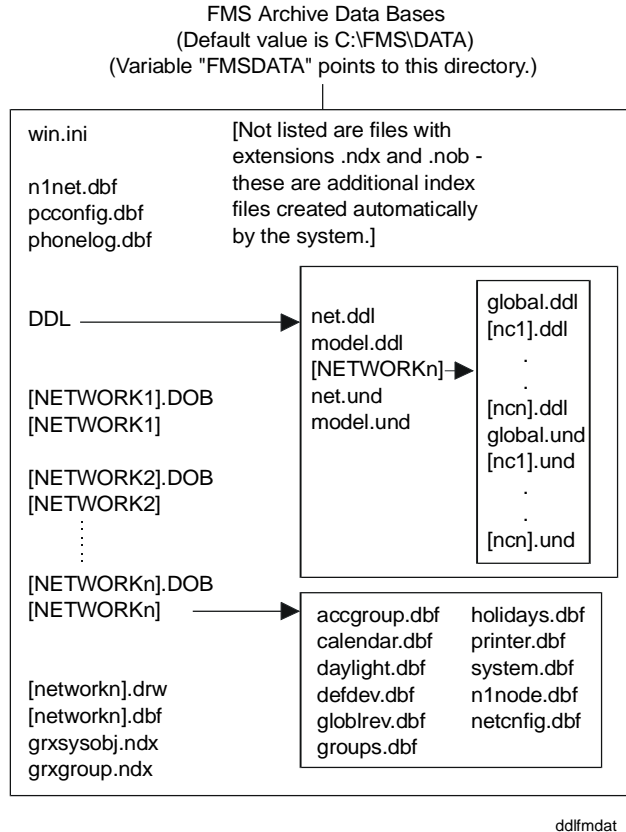 FMS Archive Data Bases
(Default value is C:\FMS\DATA)
(Variable "FMSDATA" points to this directory.)
win.ini
[Not listed are files with
extensions .ndx and .nob -
these are additional index
files created automatically
by the system.]
n1net.dbf
pcconfig.dbf
phonelog.dbf
DDL
net.ddl
model.ddl
[NETWORKn]
net.und
model.und
global.ddl
[nc1].ddl
.
.
[ncn].ddl
global.und
[nc1].und
.
.
[ncn].und
[NETWORK1].DOB
[NETWORK1]
[NETWORK2].DOB
[NETWORK2]
[NETWORKn].DOB
[NETWORKn]
accgroup.dbf
calendar.dbf
daylight.dbf
defdev.dbf
globlrev.dbf
groups.dbf
holidays.dbf
printer.dbf
system.dbf
n1node.dbf
netcnfig.dbf
[networkn].drw
[networkn].dbf
grxsysobj.ndx
grxgroup.ndx
ddlfmdat